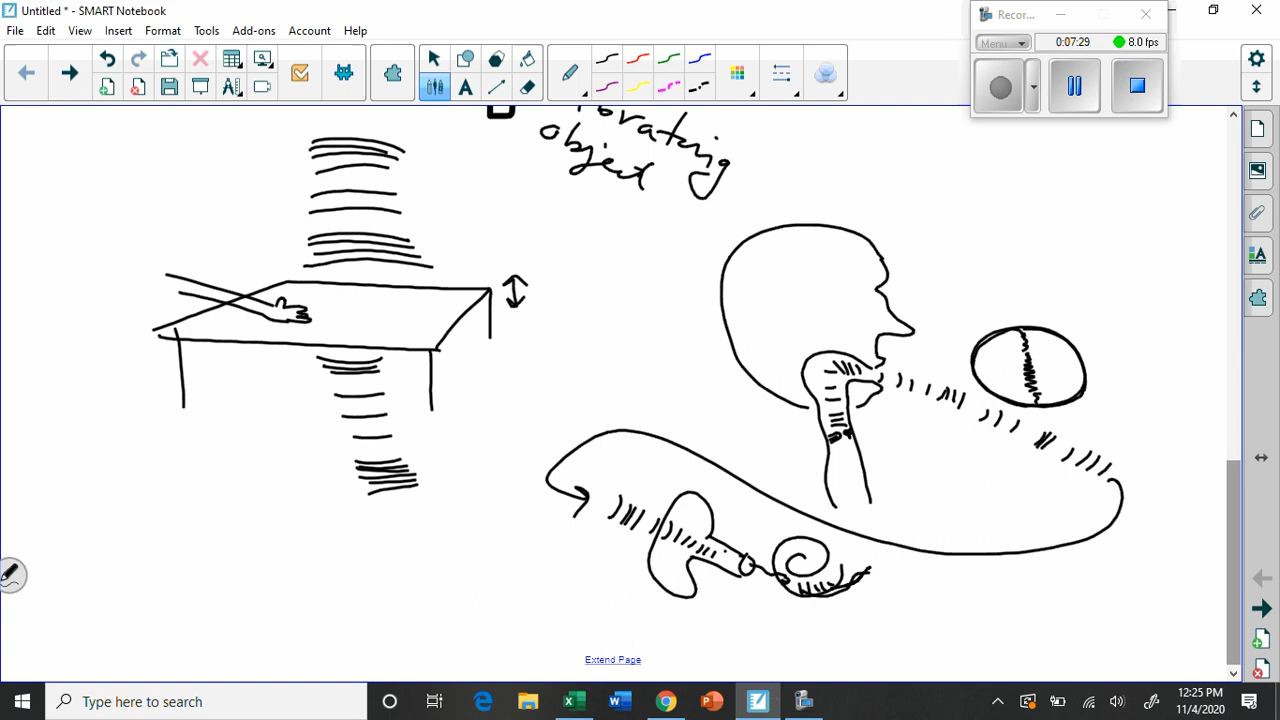 Untitled * - SMART Notebook
Recor...
File Edit View Insert Format Tools Add-ons Account Help
Menu 0:07:29 8.0 fps
object
Extend Page
Type here to search
12:25 PM
11/4/2020